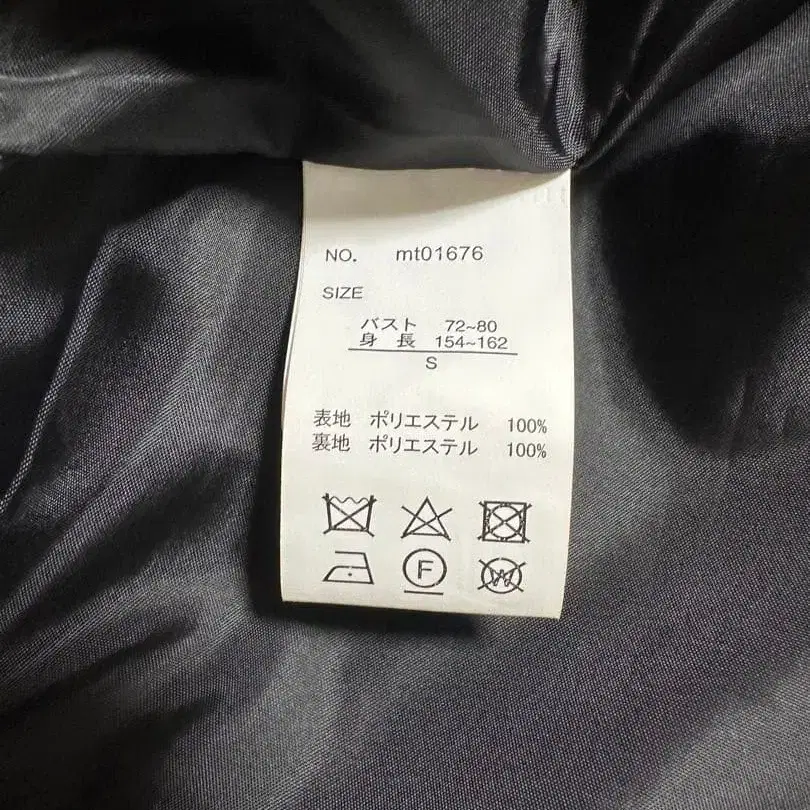 NO. mt01676
SIZE
バスト 72~80
身長 154~162
S
表地 ポリエステル 100%
裏地 ポリエステル 100%
F
W